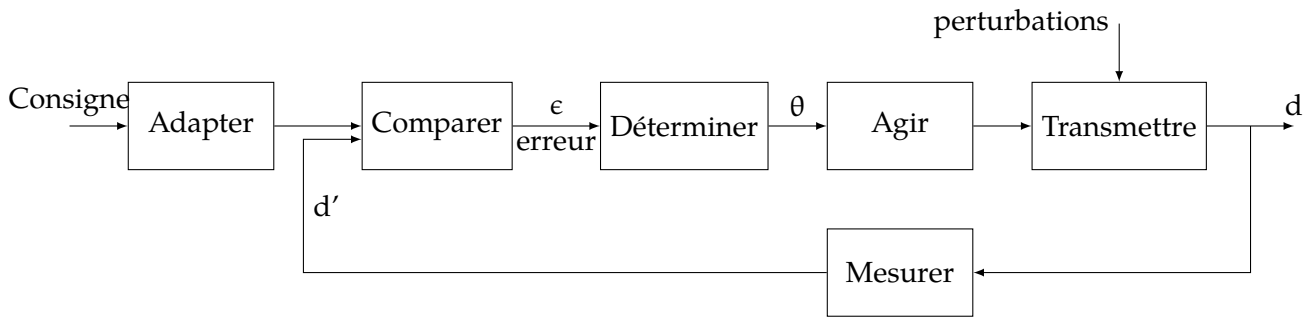 perturbations
Consigne
Adapter
Comparer
ϵ
erreur
Déterminer
θ
Agir
Transmettre
d
d′
Mesurer